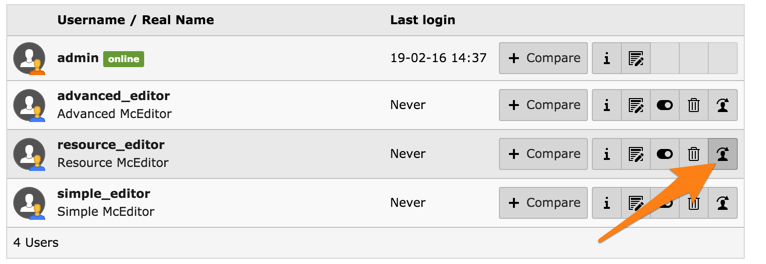 Username / Real Name Last login
admin online 19-02-16 14:37 + Compare
advanced_editor
Advanced McEditor Never + Compare
resource_editor
Resource McEditor Never + Compare
simple_editor
Simple McEditor Never + Compare
4 Users